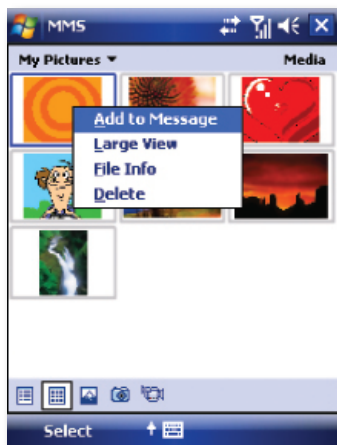 MMS
My Pictures
Media
Add to Message
Large View
File Info
Delete
Select